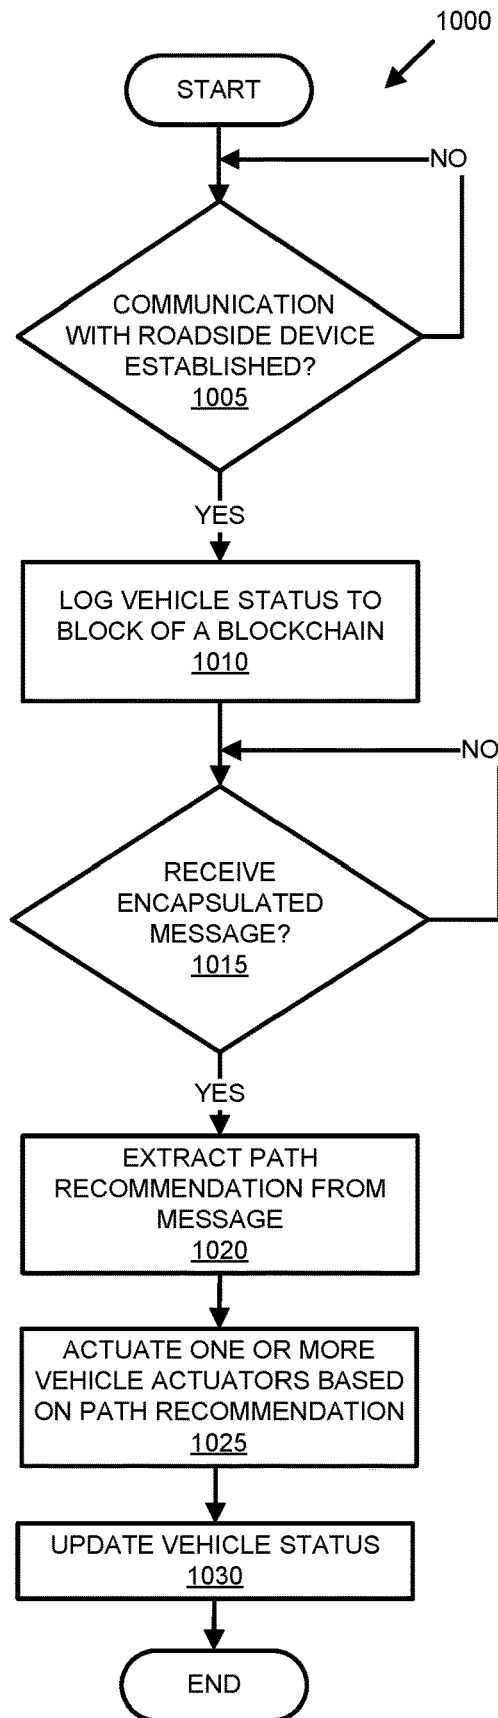 1000
START
NO
COMMUNICATION
WITH ROADSIDE DEVICE
ESTABLISHED?
1005
YES
LOG VEHICLE STATUS TO
BLOCK OF A BLOCKCHAIN
1010
NO
RECEIVE
ENCAPSULATED
MESSAGE?
1015
YES
EXTRACT PATH
RECOMMENDATION FROM
MESSAGE
1020
ACTUATE ONE OR MORE
VEHICLE ACTUATORS BASED
ON PATH RECOMMENDATION
1025
UPDATE VEHICLE STATUS
1030
END